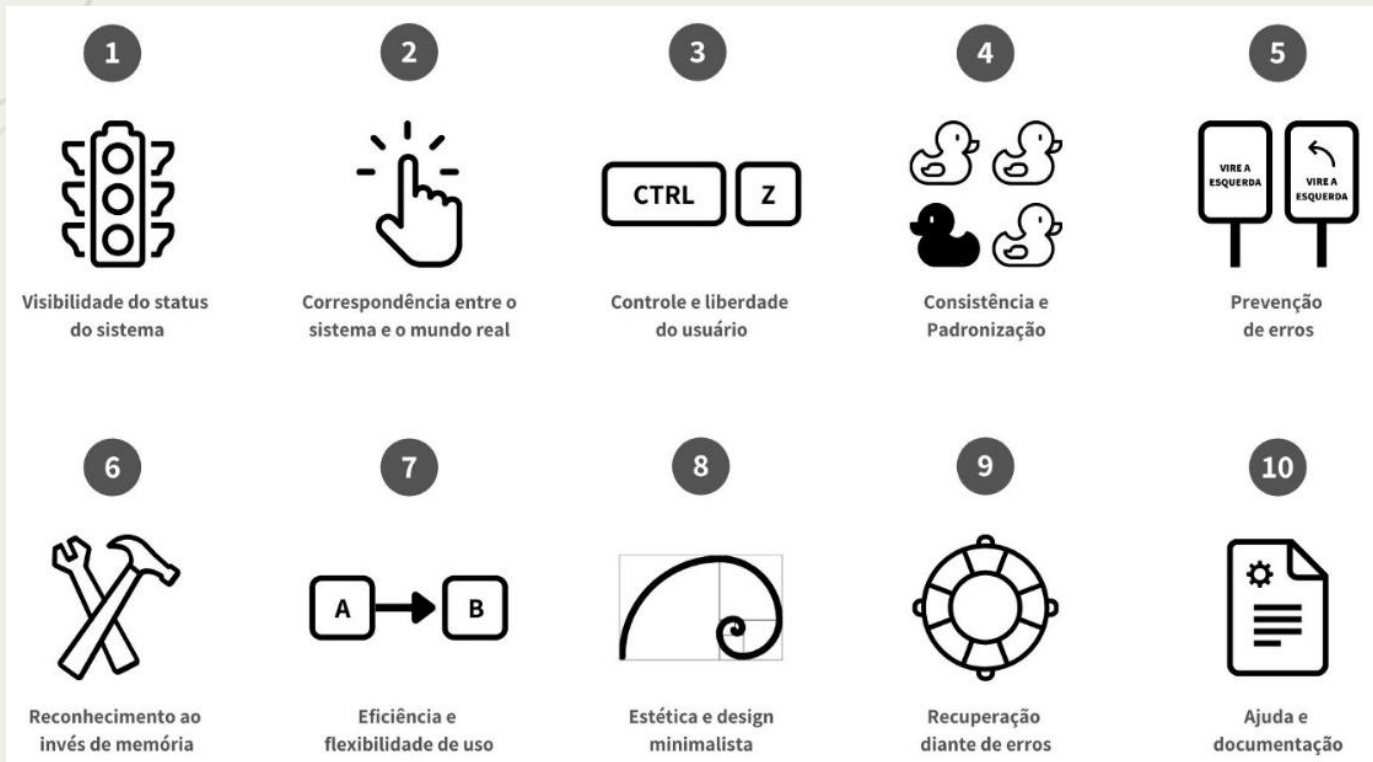 1
2
3
4
5
CTRL
Z
VIRE A
ESQUERDA
VIRE A
ESQUERDA
Visibilidade do status
do sistema
Correspondência entre o
sistema e o mundo real
Controle e liberdade
do usuário
Consistência e
Padronização
Prevenção
de erros
6
7
8
9
10
A
B
Reconhecimento ao
invés de memória
Eficiência e
flexibilidade de uso
Estética e design
minimalista
Recuperação
diante de erros
Ajuda e
documentação